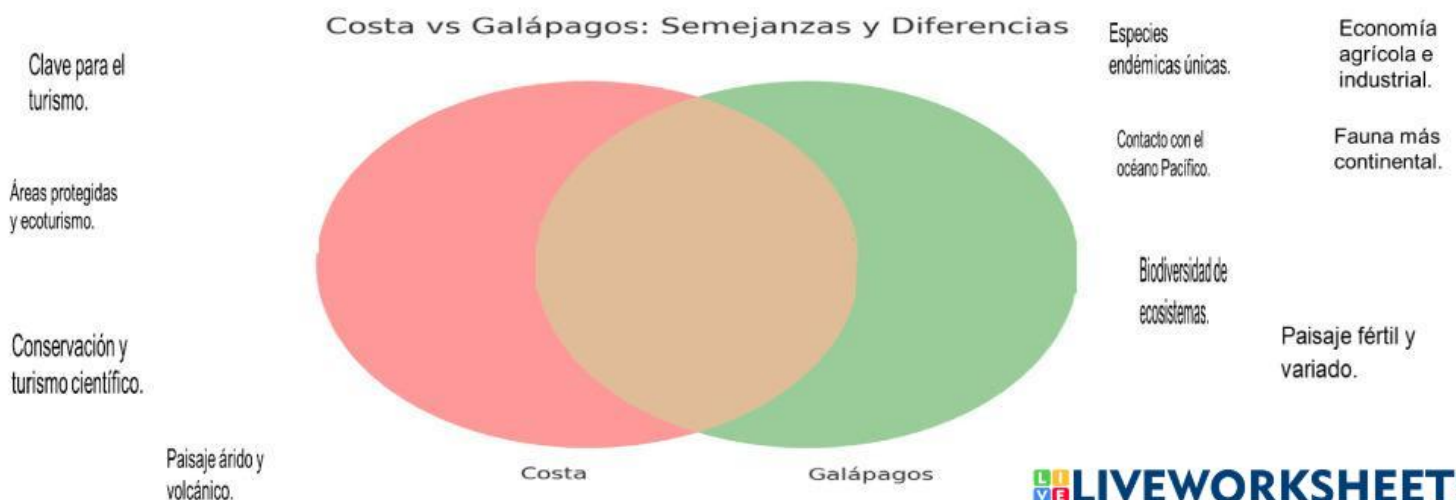 Costa vs Galápagos: Semejanzas y Diferencias
Clave para el
turismo.
Áreas protegidas
y ecoturismo.
Conservación y
turismo científico.
Paisaje árido y
volcánico.
Costa
Galápagos
Especies
endémicas únicas.
Economía
agrícola e
industrial.
Contacto con el
océano Pacífico.
Fauna más
continental.
Biodiversidad de
ecosistemas.
Paisaje fértil y
variado.
LIVE LIVEWORKSHEET